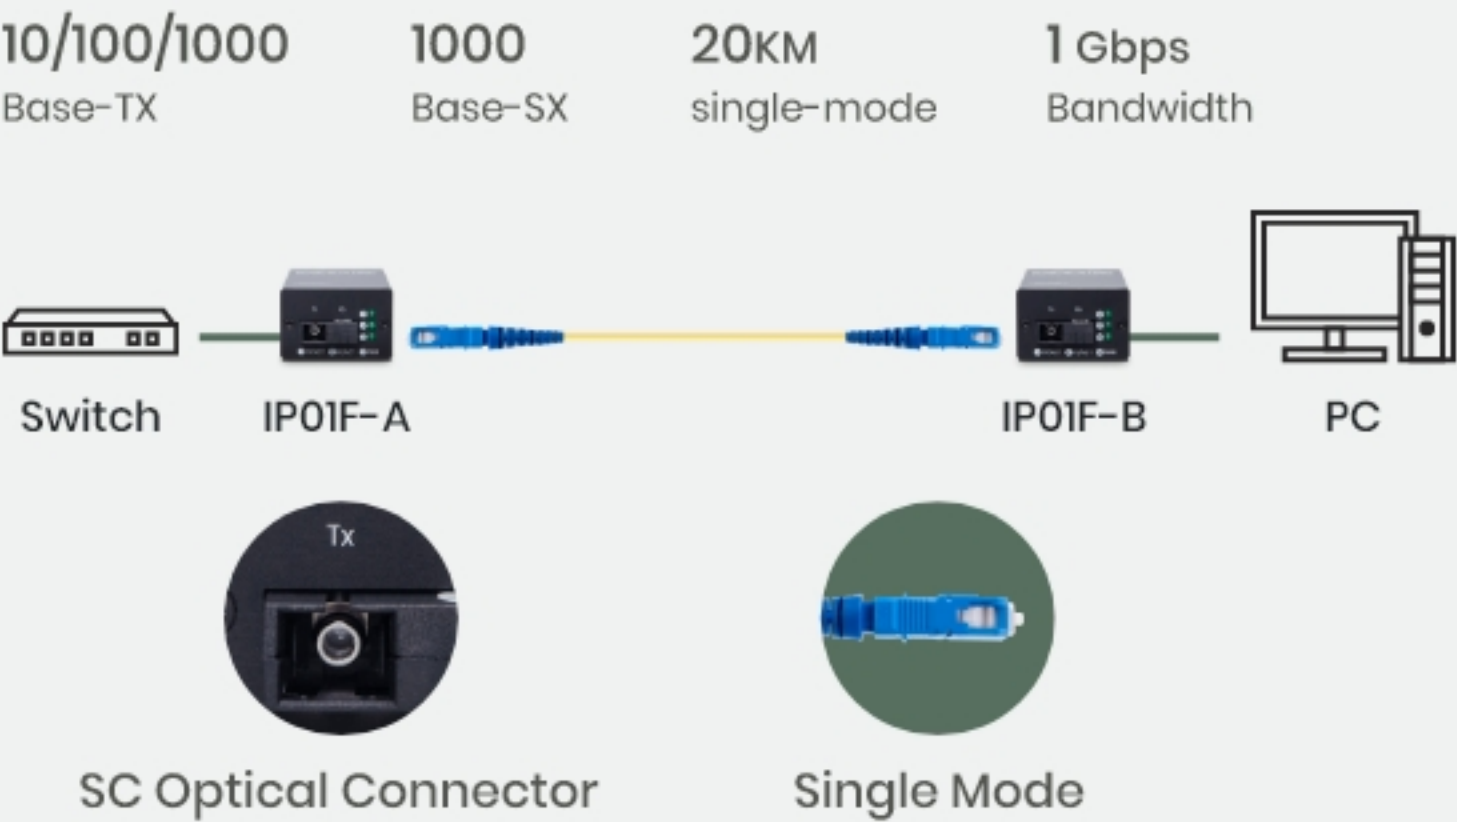 10/100/1000
Base-TX
1000
Base-SX
20KM
single-mode
1 Gbps
Bandwidth
Switch
IP01F-A
IP01F-B
PC
Tx
SC Optical Connector
Single Mode